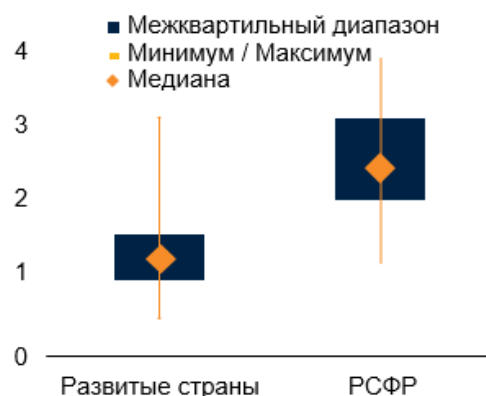 Межквартильный диапазон
Минимум / Максимум
Медиана
4
3
2
1
0
Развитые страны РСФР